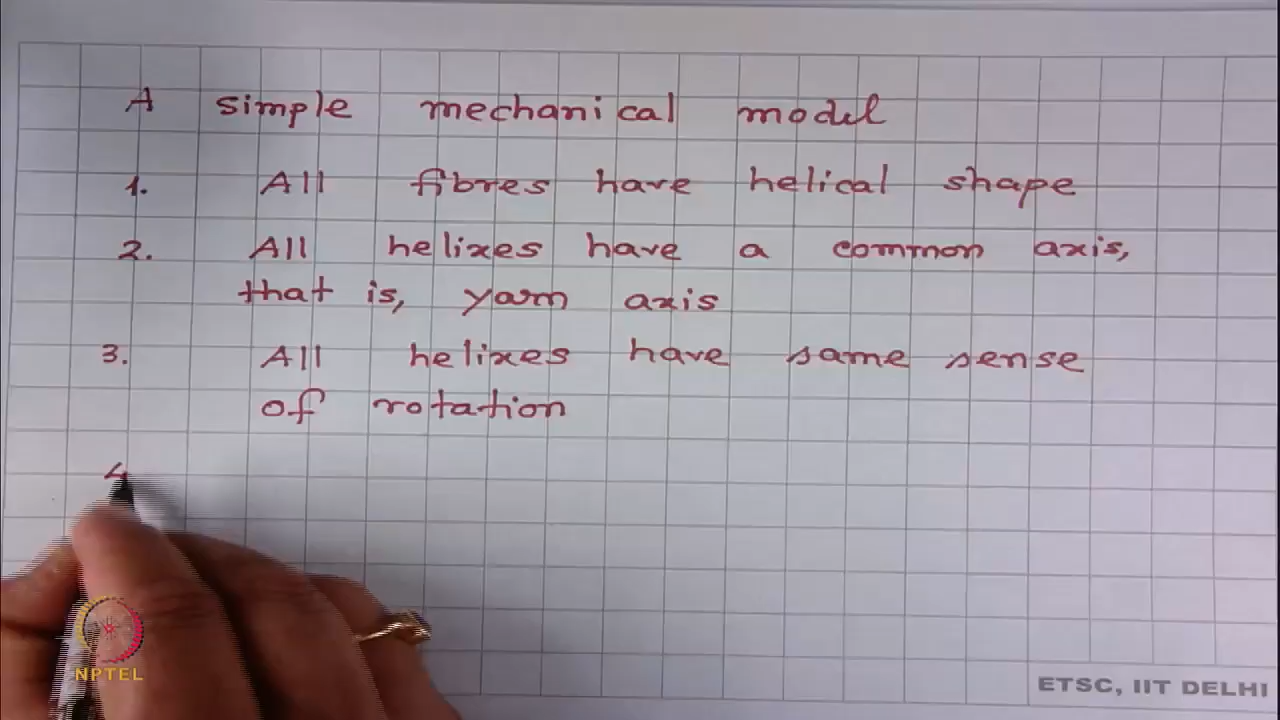 A simple mechanical model
1. All fibres have helical shape
2. All helixes have a common axis,
that is, yarn axis
3. All helixes have same sense
of rotation
4
NPTEL
ETSC, IIT DELHI